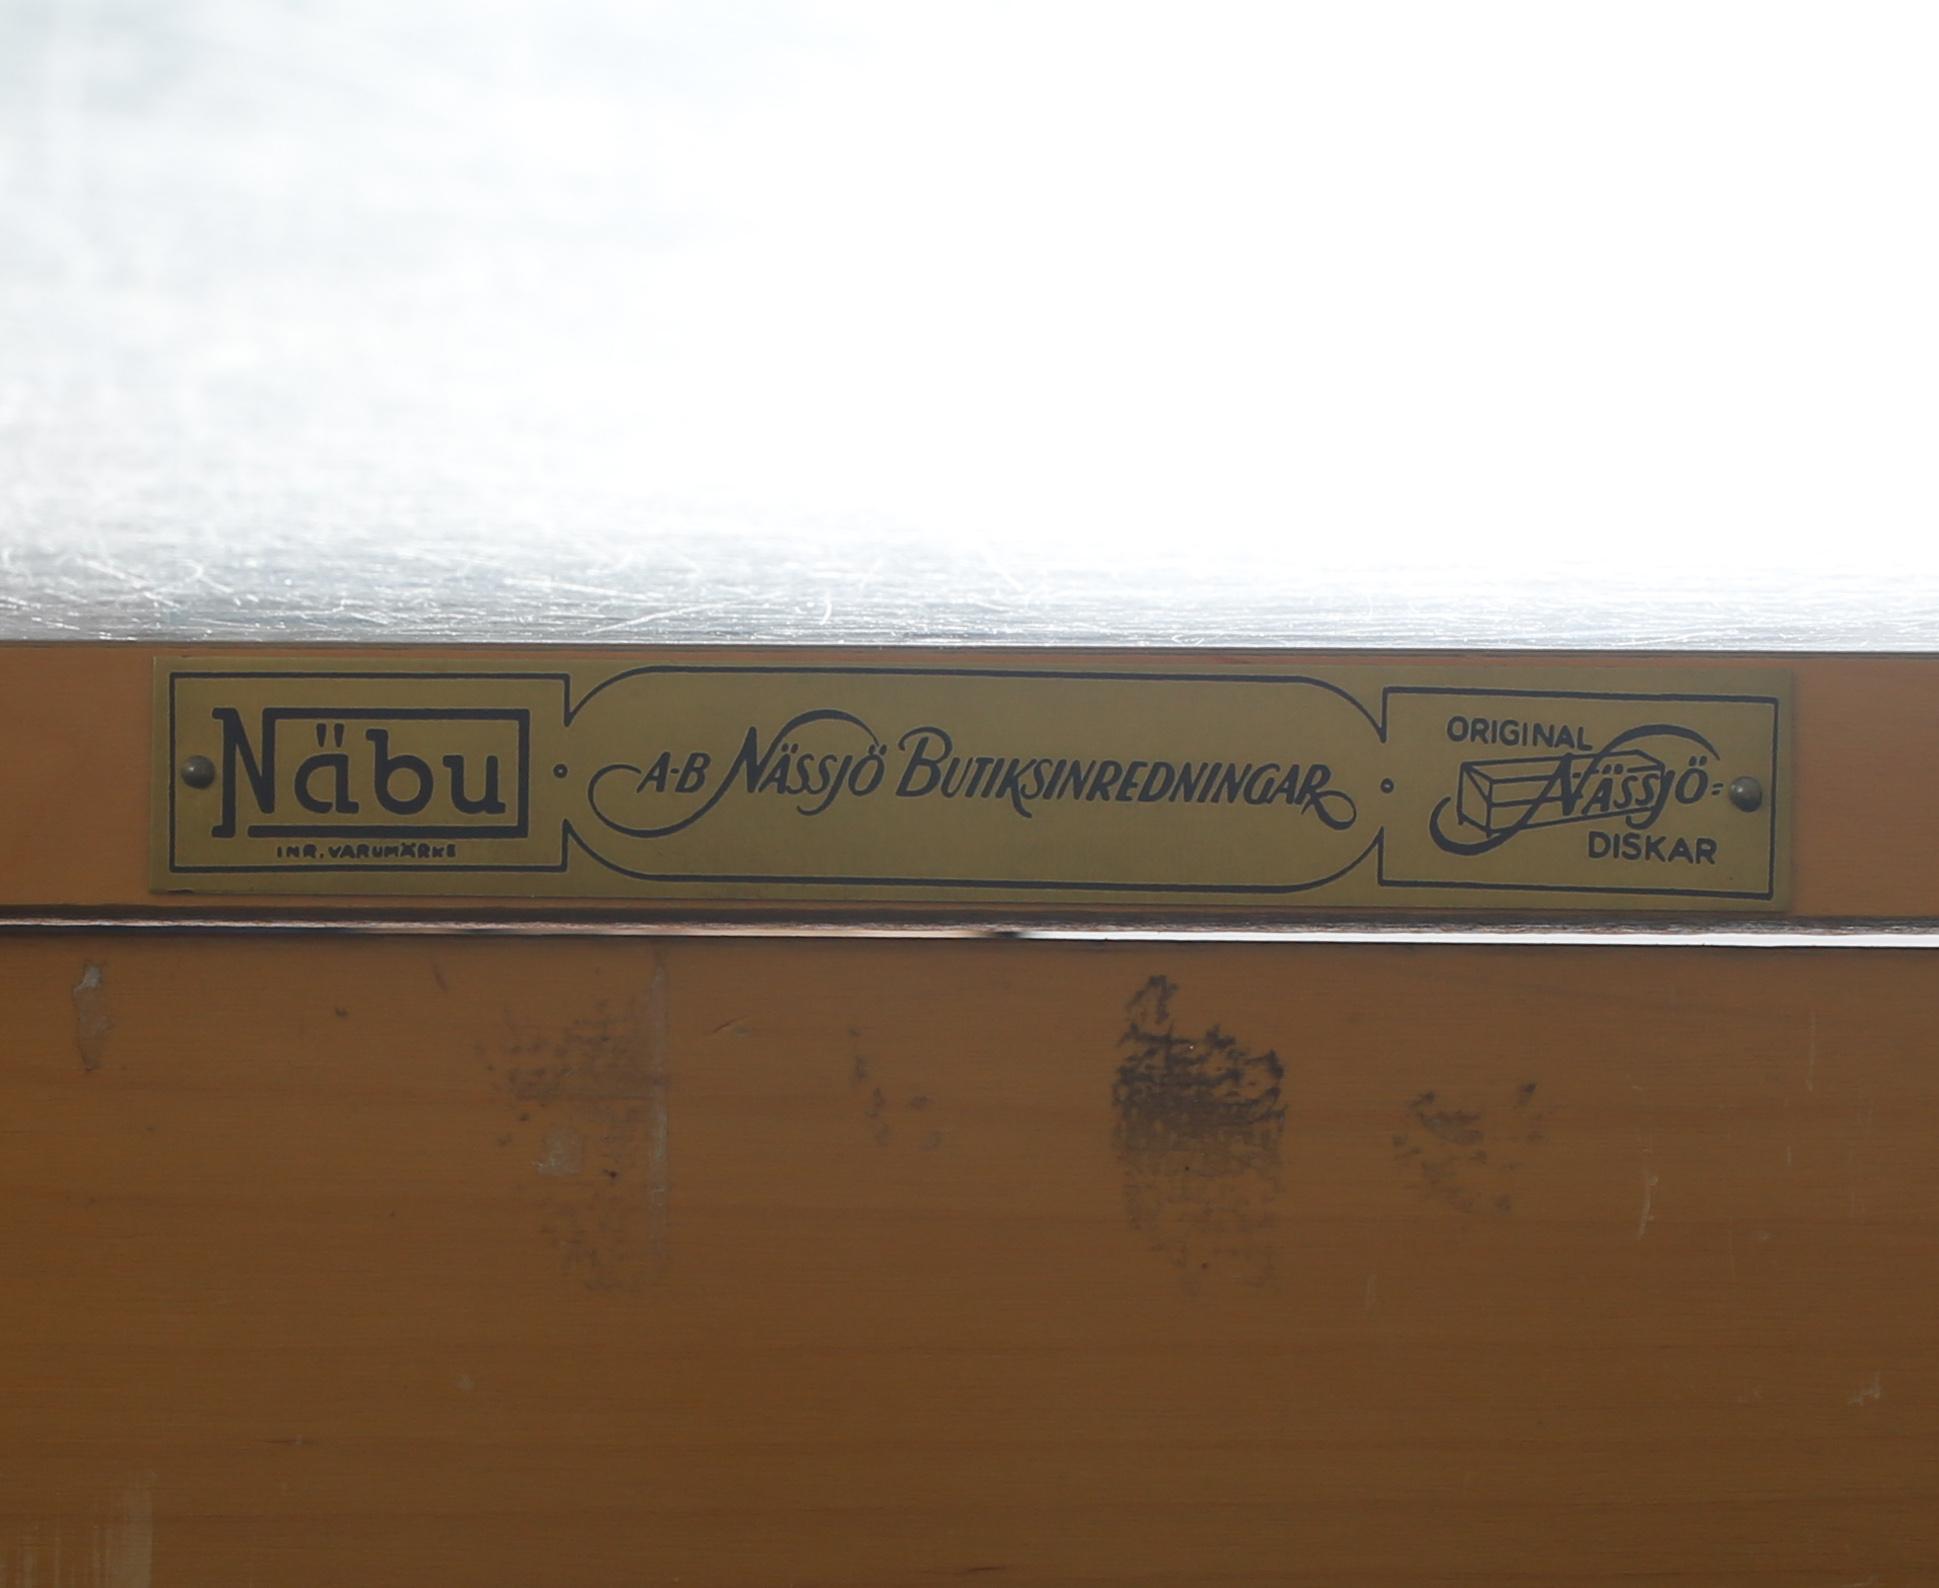 Näbu
INR. VARUMÄRKE
A-B NÄSSJÖ BUTIKSINREDNINGAR
ORIGINAL
NÄSSJÖ-
DISKAR